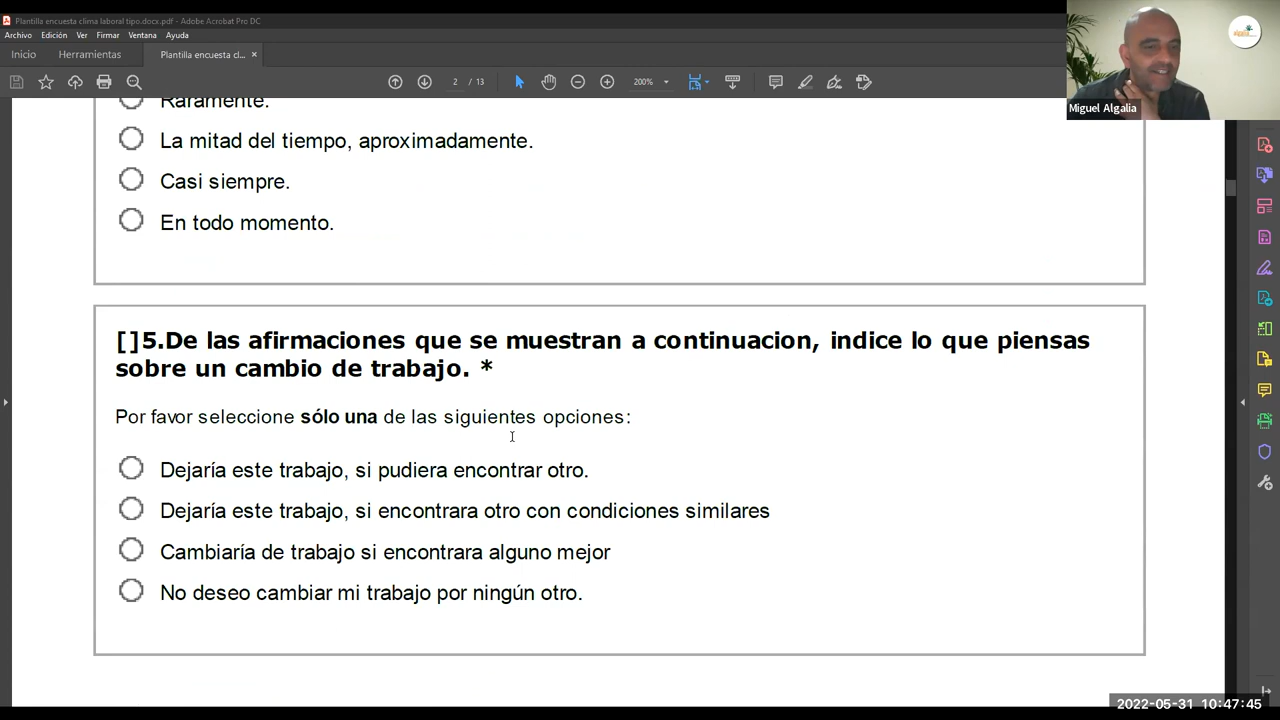 Plantilla encuesta clima laboral tipo.docx.pdf - Adobe Acrobat Pro DC
Archivo Edición Ver Firmar Ventana Ayuda
Inicio Herramientas Plantilla encuesta cl... ×
2 / 13 200%
Miguel Algalia
Raramente.
La mitad del tiempo, aproximadamente.
Casi siempre.
En todo momento.
[]5.De las afirmaciones que se muestran a continuacion, indice lo que piensas
sobre un cambio de trabajo. *
Por favor seleccione sólo una de las siguientes opciones:
Dejaría este trabajo, si pudiera encontrar otro.
Dejaría este trabajo, si encontrara otro con condiciones similares
Cambiaría de trabajo si encontrara alguno mejor
No deseo cambiar mi trabajo por ningún otro.
2022-05-31 10:47:45